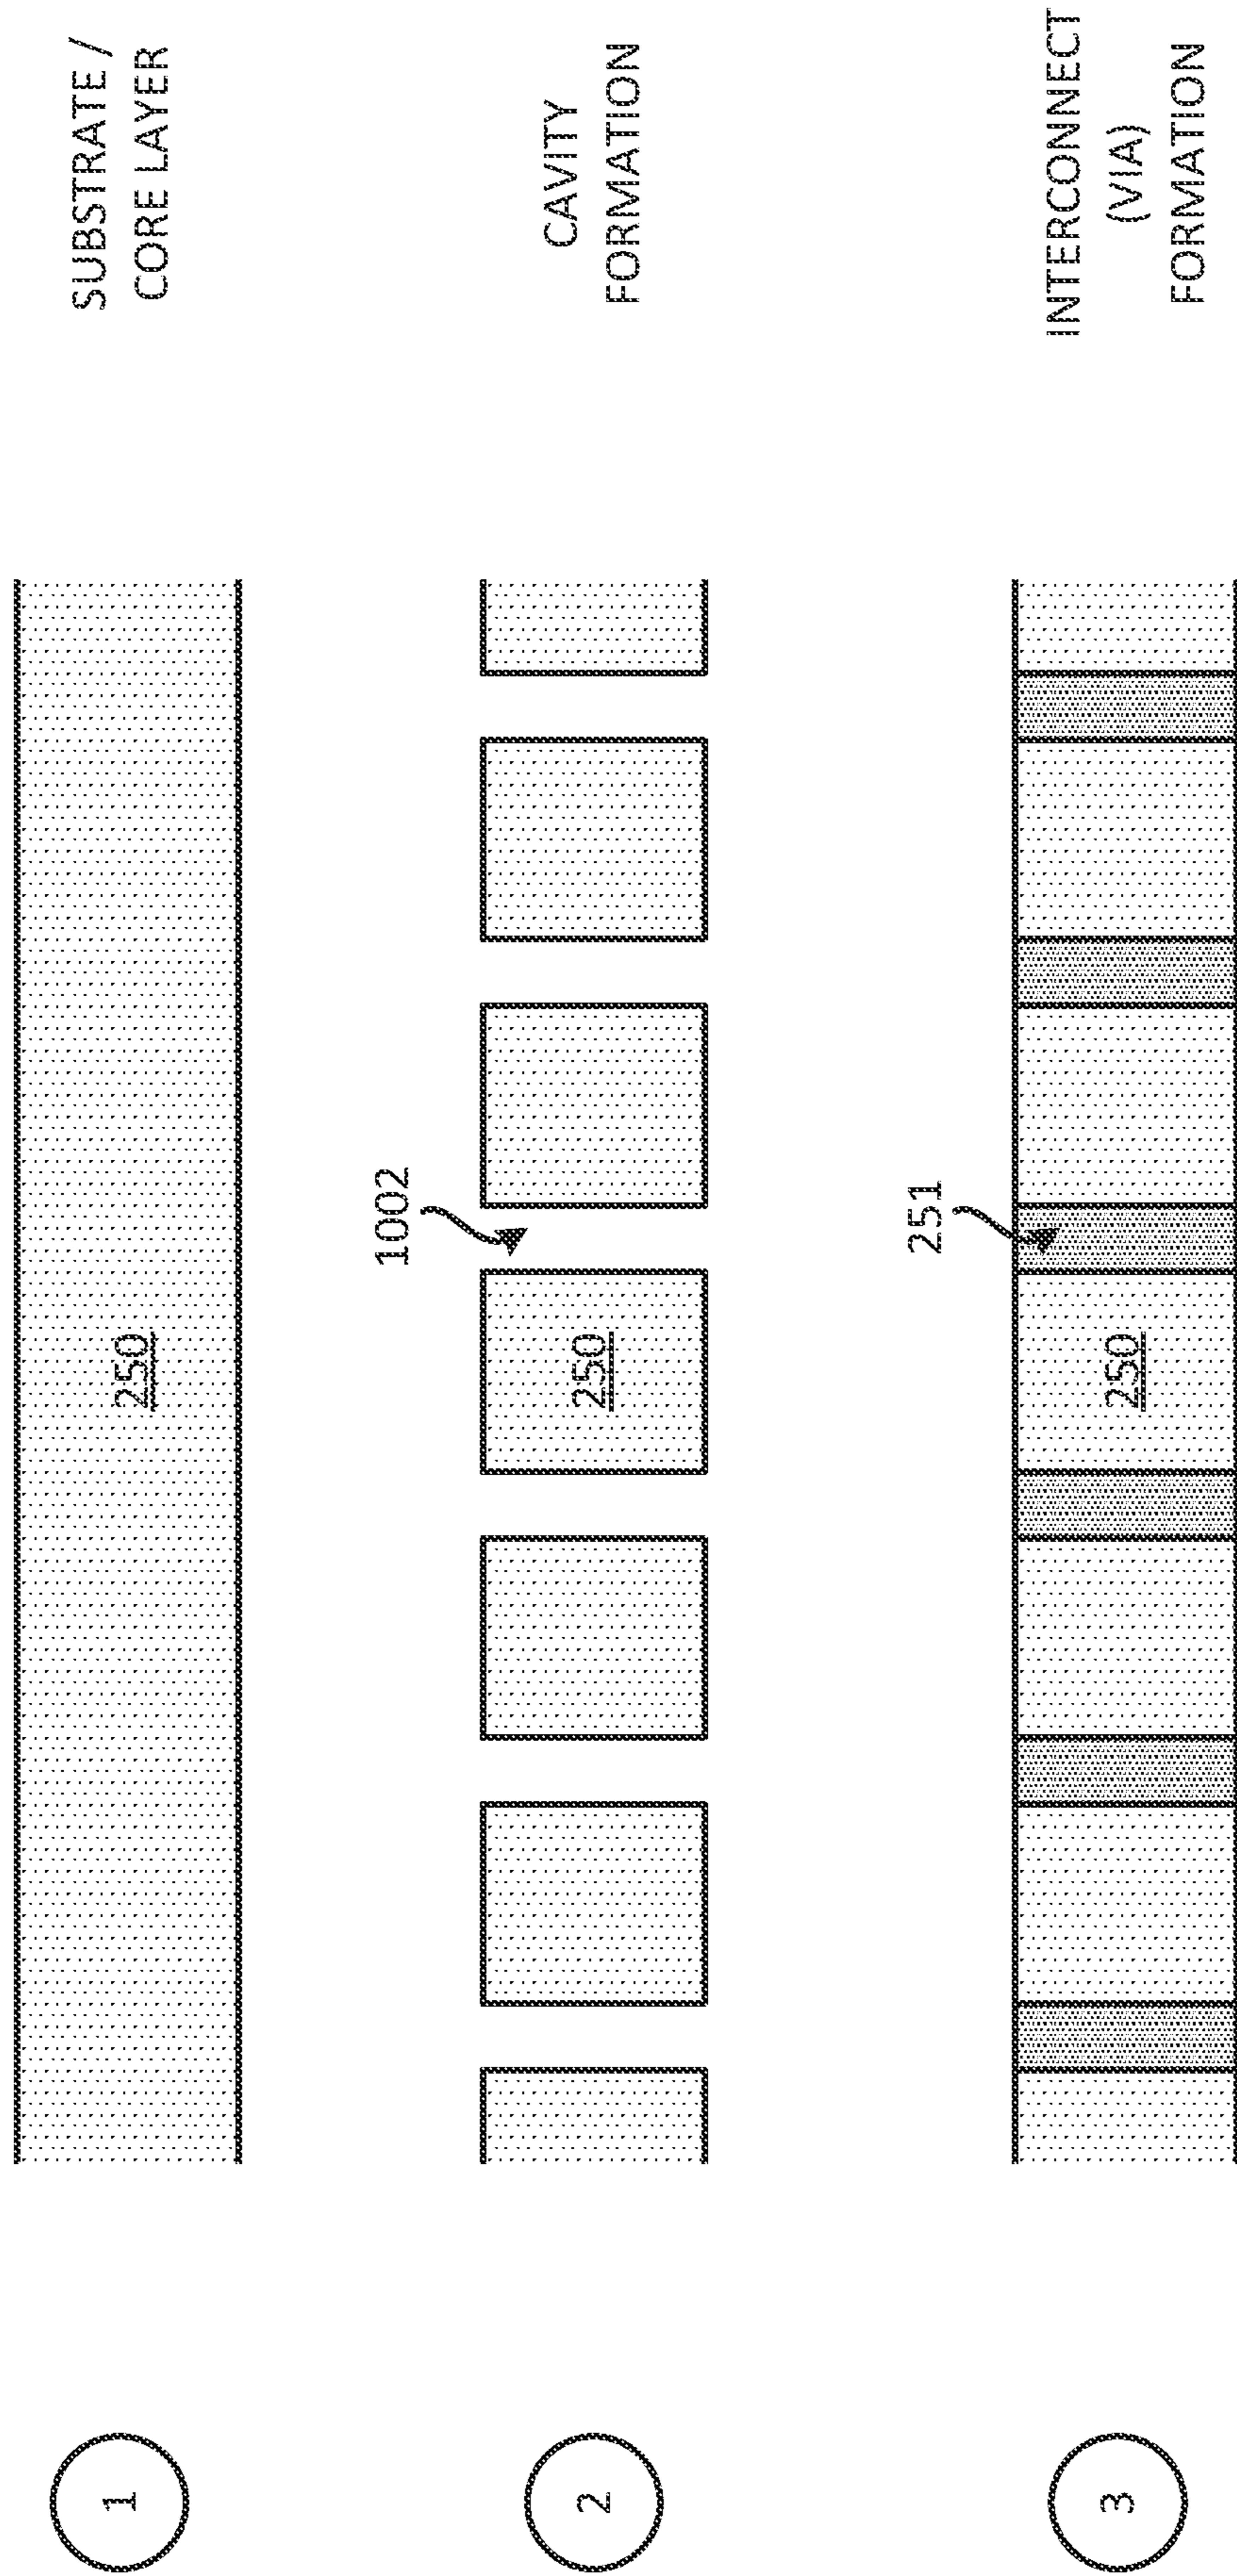 1
250
SUBSTRATE /
CORE LAYER
2
1002
250
CAVITY
FORMATION
3
251
250
INTERCONNECT
(VIA)
FORMATION